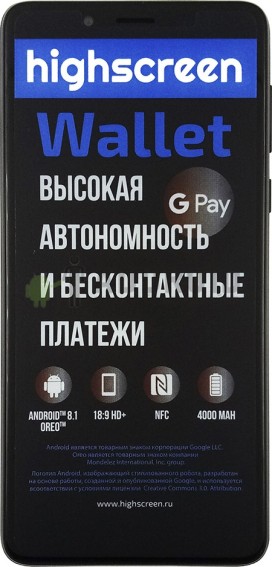 highscreen
Wallet
ВЫСОКАЯ
G Pay
АВТОНОМНОСТЬ
И БЕСКОНТАКТНЫЕ
ПЛАТЕЖИ
ANDROID™ 8.1
OREO™
18:9 HD+
NFC
4000 MAH
Android является товарным знаком корпорации Google LLC.
Oreo является товарным знаком компании
Mondelez International, Inc. group.
Логотип Android, изображающий стилизованного робота, разработан
на основе работы, созданной и опубликованной Google, и используется
в соответствии с условиями лицензии Creative Commons 3.0. Attribution
www.highscreen.ru